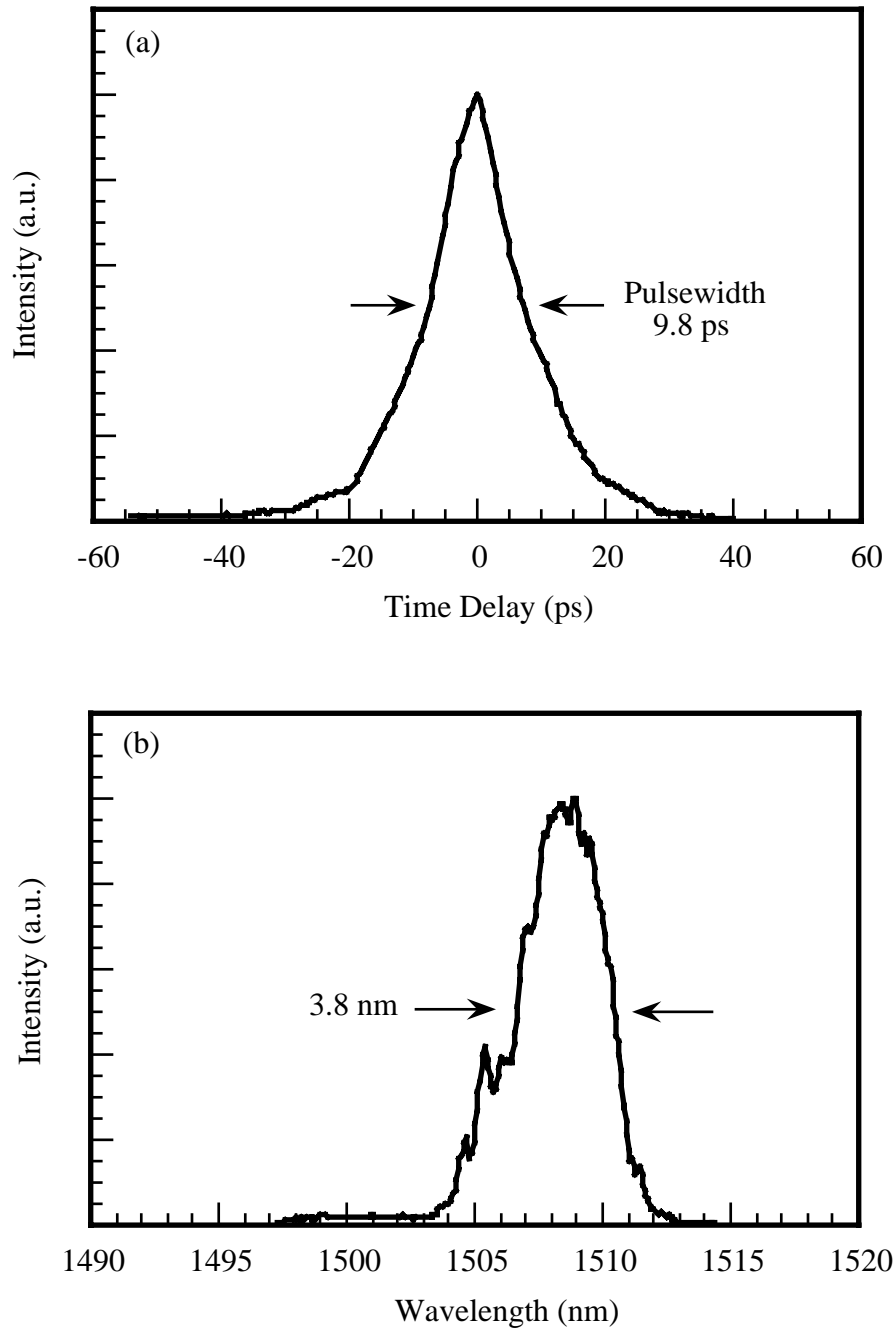 (a)
Intensity (a.u.)
Pulsewidth
9.8 ps
-60 -40 -20 0 20 40 60
Time Delay (ps)
(b)
Intensity (a.u.)
3.8 nm
1490 1495 1500 1505 1510 1515 1520
Wavelength (nm)